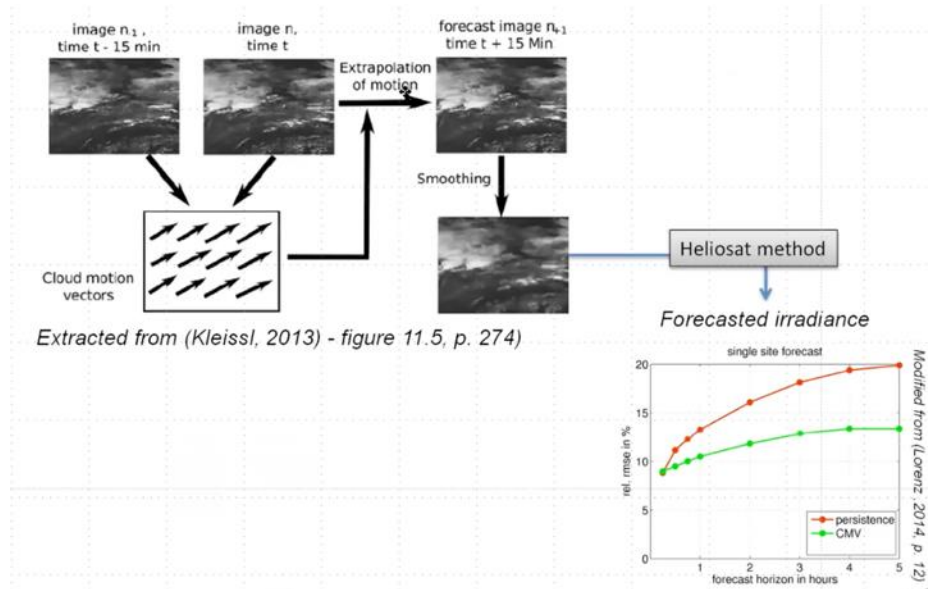 image n-1 ,
time t - 15 min
image n,
time t
forecast image n+1
time t + 15 Min
Extrapolation
of motion
Smoothing
Cloud motion
vectors
Heliosat method
Forecasted irradiance
Extracted from (Kleissl, 2013) - figure 11.5, p. 274)
single site forecast
20
15
10
5
0
rel. rmse in %
1
2
3
4
5
forecast horizon in hours
persistence
CMV
Modified from (Lorenz , 2014, p. 12)